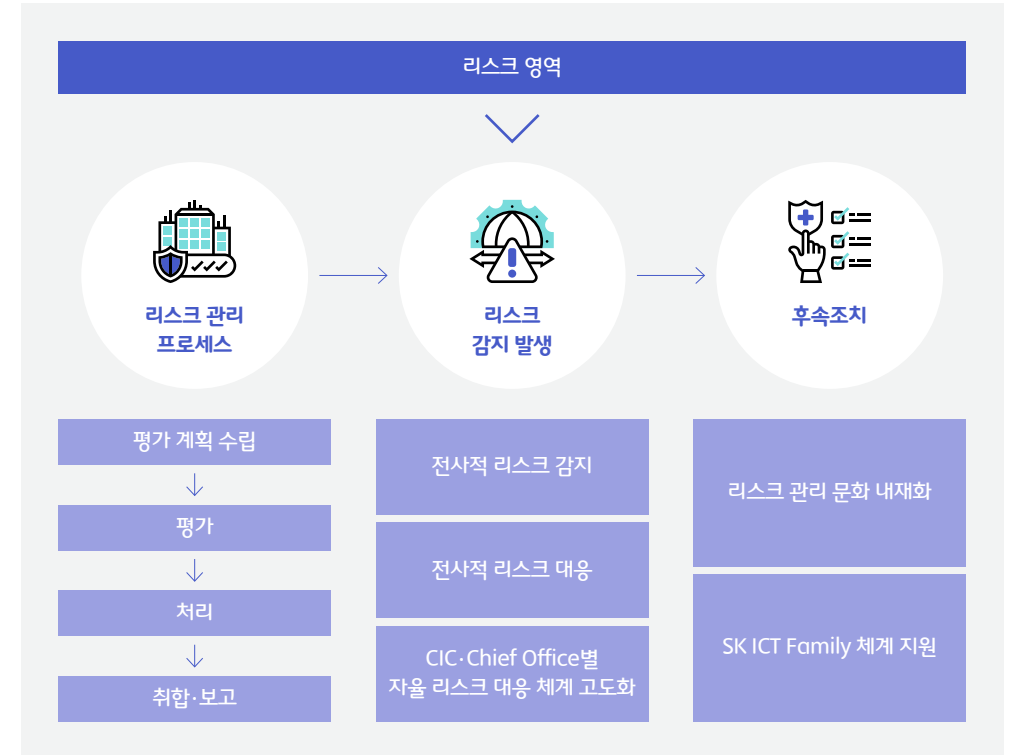 리스크 영역
리스크 관리
프로세스
리스크
감지 발생
후속조치
평가 계획 수립
평가
처리
취합·보고
전사적 리스크 감지
전사적 리스크 대응
CIC·Chief Office별
자율 리스크 대응 체계 고도화
리스크 관리 문화 내재화
SK ICT Family 체계 지원